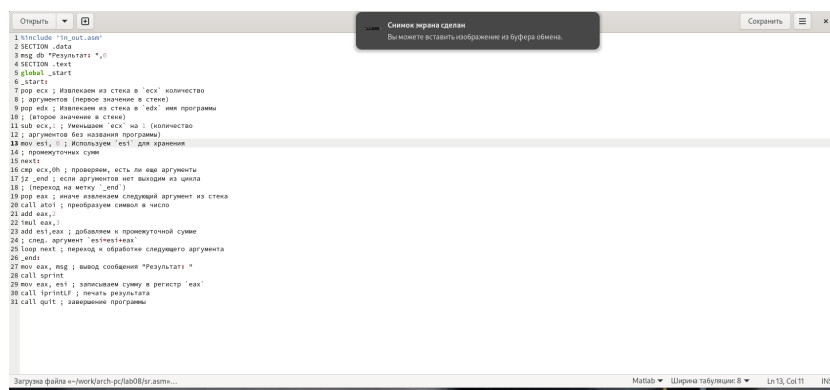 Открыть
Снимок экрана сделан
Вы можете вставить изображение из буфера обмена.
Сохранить
1 %include 'in_out.asm'
2 SECTION .data
3 msg db "Результат: ",0
4 SECTION .text
5 global _start
6 _start:
7 pop ecx ; Извлекаем из стека в `ecx` количество
8 ; аргументов (первое значение в стеке)
9 pop edx ; Извлекаем из стека в `edx` имя программы
10 ; (второе значение в стеке)
11 sub ecx,1 ; Уменьшаем `ecx` на 1 (количество
12 ; аргументов без названия программы)
13 mov esi, 0 ; Используем `esi` для хранения
14 ; промежуточных сумм
15 next:
16 cmp ecx,0h ; проверяем, есть ли еще аргументы
17 jz _end ; если аргументов нет выходим из цикла
18 ; (переход на метку `_end`)
19 pop eax ; иначе извлекаем следующий аргумент из стека
20 call atoi ; преобразуем символ в число
21 add eax,2
22 imul eax,3
23 add esi,eax ; добавляем к промежуточной сумме
24 ; след. аргумент `esi=esi+eax`
25 loop next ; переход к обработке следующего аргумента
26 _end:
27 mov eax, msg ; вывод сообщения "Результат: "
28 call sprint
29 mov eax, esi ; записываем сумму в регистр `eax`
30 call iprintLF ; печать результата
31 call quit ; завершение программы
Загрузка файла «~/work/arch-pc/lab08/sr.asm»... Matlab Ширина табуляции: 8 Ln 13, Col 11